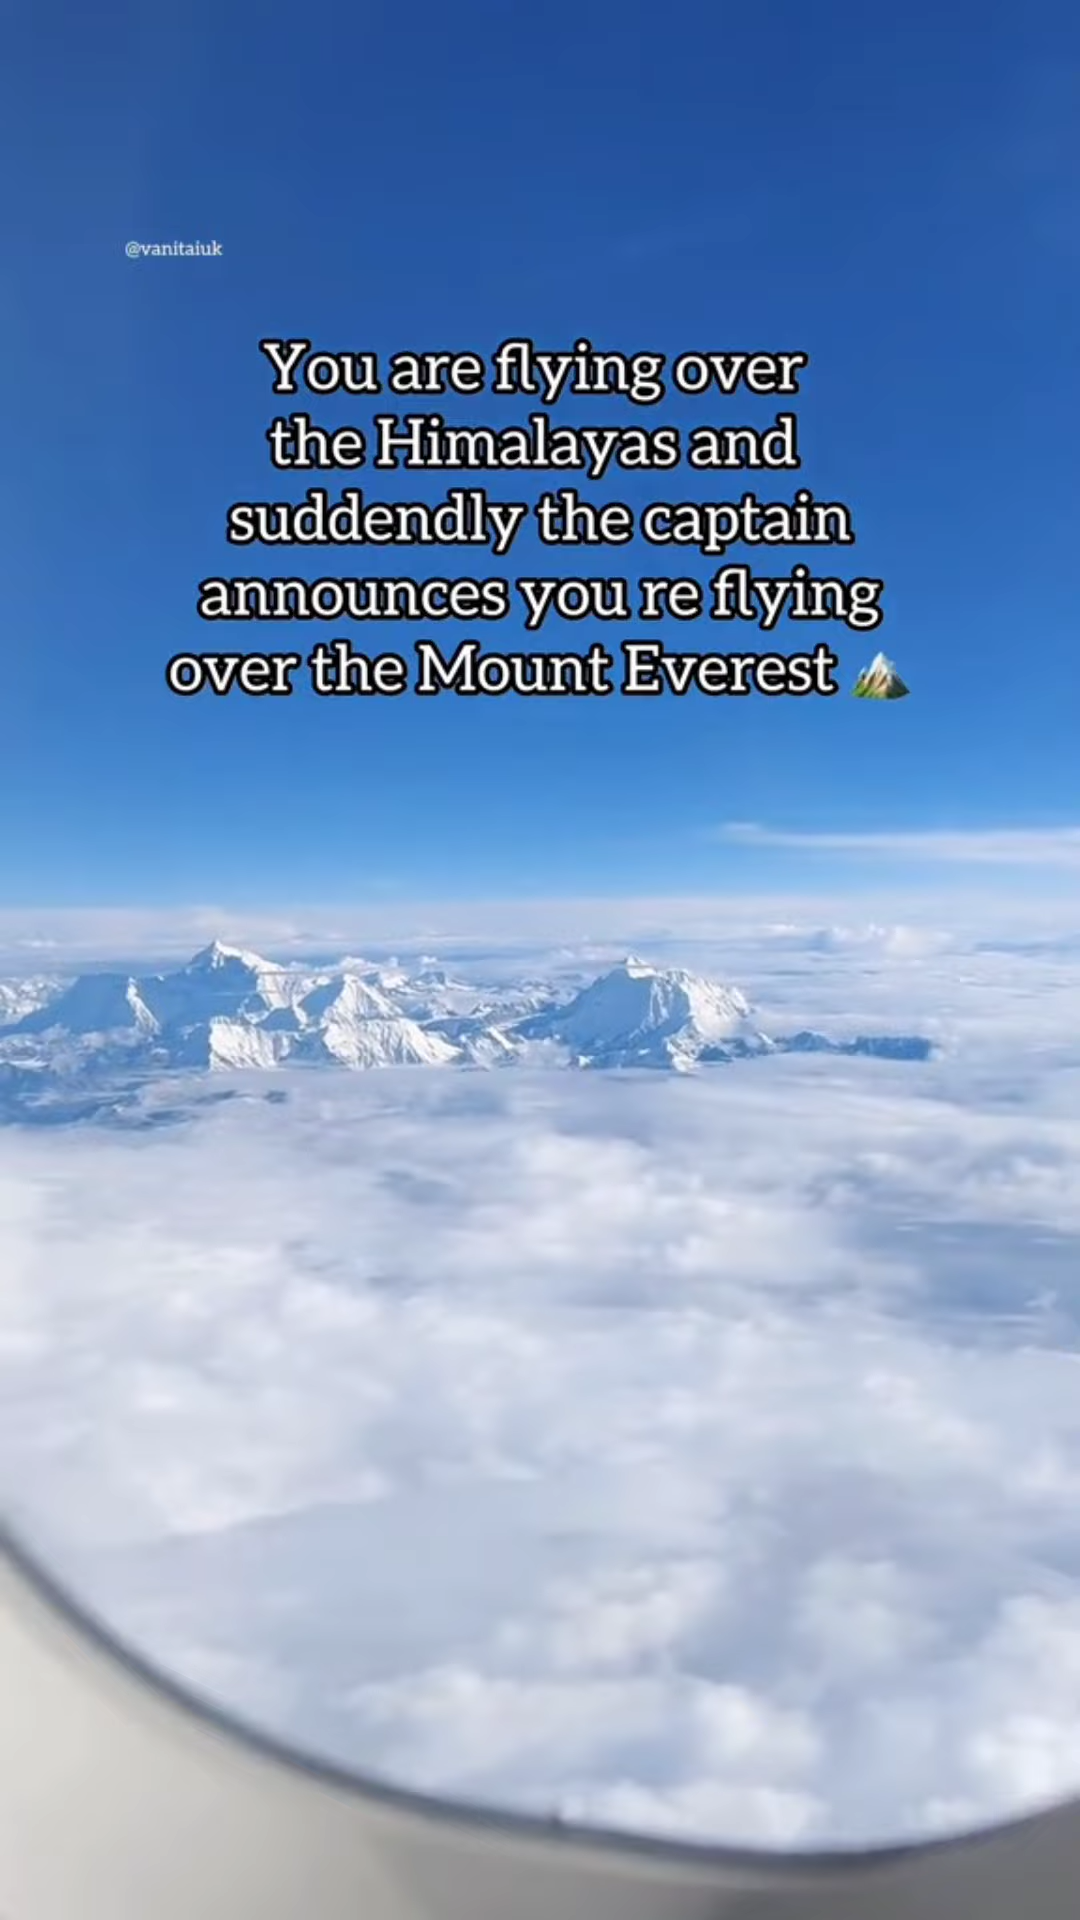 @vanitaiuk
You are flying over
the Himalayas and
suddendly the captain
announces you re flying
over the Mount Everest ⛰️